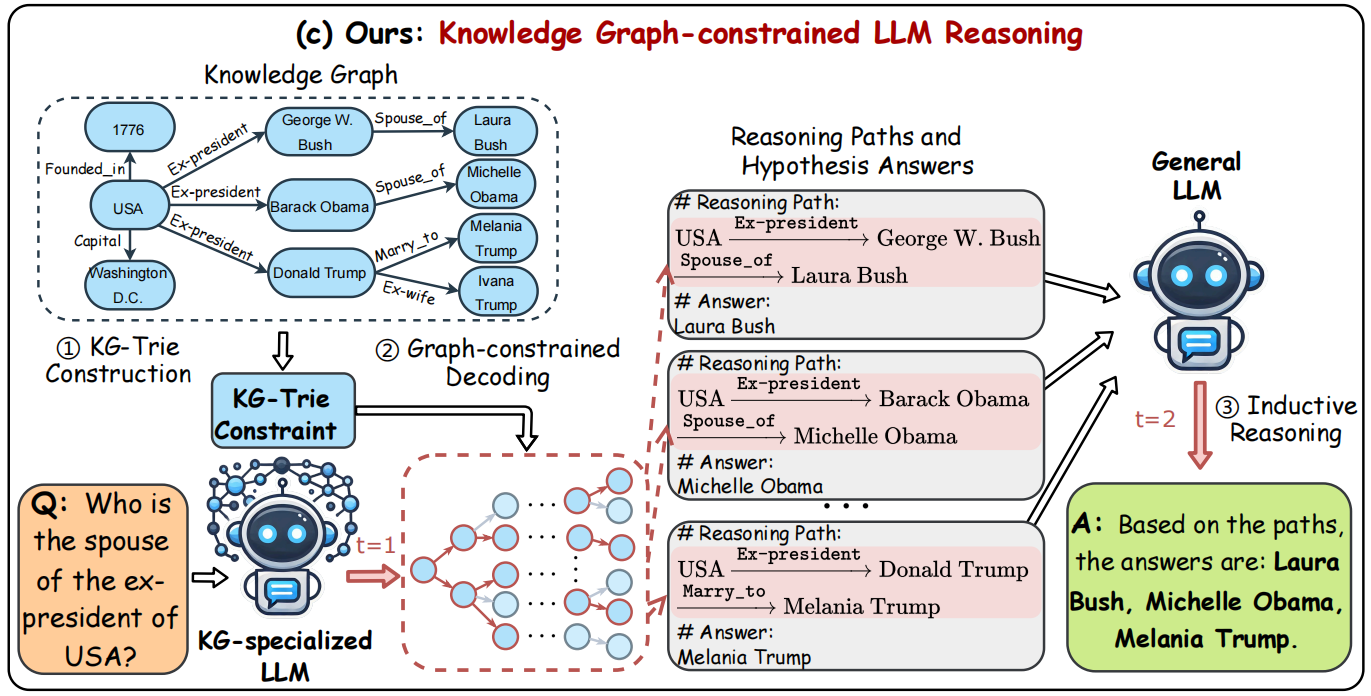 (c) Ours: Knowledge Graph-constrained LLM Reasoning
Knowledge Graph
1776
Founded_in
USA
Capital
Washington
D.C.
Ex-president
George W.
Bush
Spouse_of
Laura
Bush
Ex-president
Barack Obama
Spouse_of
Michelle
Obama
Ex-president
Donald Trump
Marry_to
Melania
Trump
Ex-wife
Ivana
Trump
① KG-Trie
Construction
② Graph-constrained
Decoding
KG-Trie
Constraint
Q: Who is
the spouse
of the ex-
president of
USA?
KG-specialized
LLM
t=1
Reasoning Paths and
Hypothesis Answers
# Reasoning Path:
Ex-president
USA → George W. Bush
Spouse_of
→ Laura Bush
# Answer:
Laura Bush
# Reasoning Path:
Ex-president
USA → Barack Obama
Spouse_of
→ Michelle Obama
# Answer:
Michelle Obama
# Reasoning Path:
Ex-president
USA → Donald Trump
Marry_to
→ Melania Trump
# Answer:
Melania Trump
General
LLM
t=2
③ Inductive
Reasoning
A: Based on the paths,
the answers are: Laura
Bush, Michelle Obama,
Melania Trump.